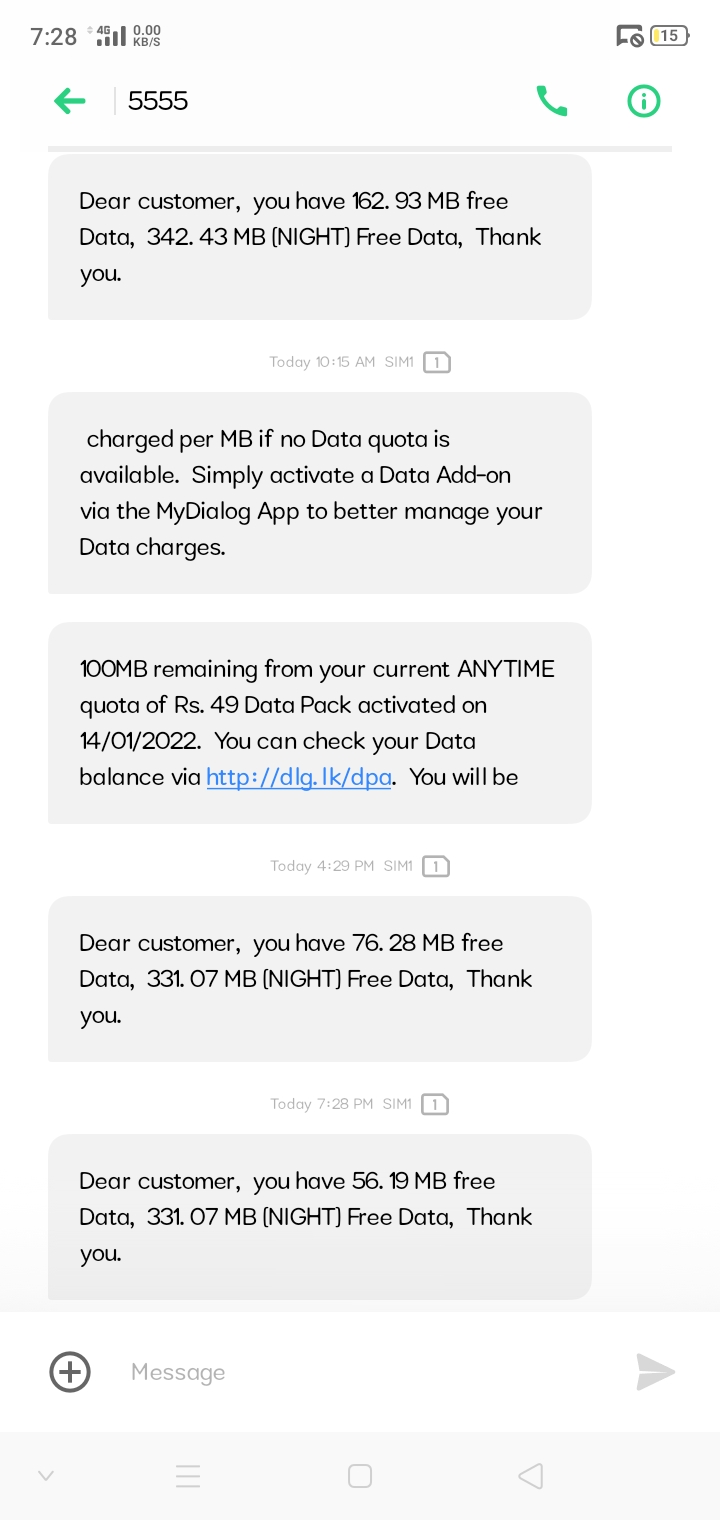 7:28 4G 0.00
KB/S 15
5555
Dear customer,  you have 162. 93 MB free
Data,  342. 43 MB (NIGHT) Free Data,  Thank
you.
Today 10:15 AM  SIM1 1
charged per MB if no Data quota is
available.  Simply activate a Data Add-on
via the MyDialog App to better manage your
Data charges.
100MB remaining from your current ANYTIME
quota of Rs. 49 Data Pack activated on
14/01/2022.  You can check your Data
balance via http://dlg.lk/dpa.  You will be
Today 4:29 PM  SIM1 1
Dear customer,  you have 76. 28 MB free
Data,  331. 07 MB (NIGHT) Free Data,  Thank
you.
Today 7:28 PM  SIM1 1
Dear customer,  you have 56. 19 MB free
Data,  331. 07 MB (NIGHT) Free Data,  Thank
you.
Message